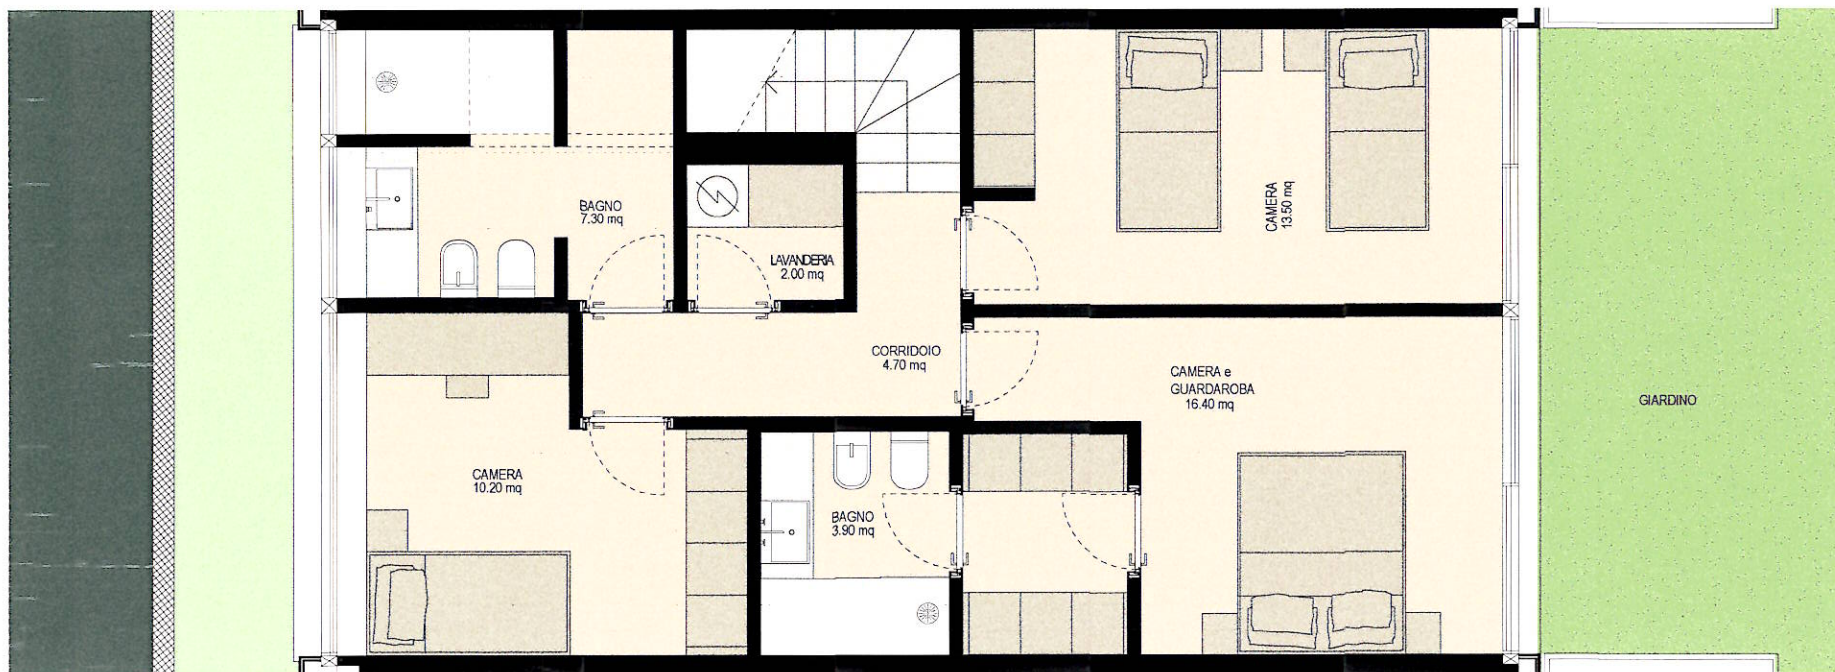 BAGNO
7.30 mq
LAVANDERIA
2.00 mq
CAMERA
13.50 mq
CORRIDOIO
4.70 mq
CAMERA e
GUARDAROBA
16.40 mq
GIARDINO
CAMERA
10.20 mq
BAGNO
3.90 mq